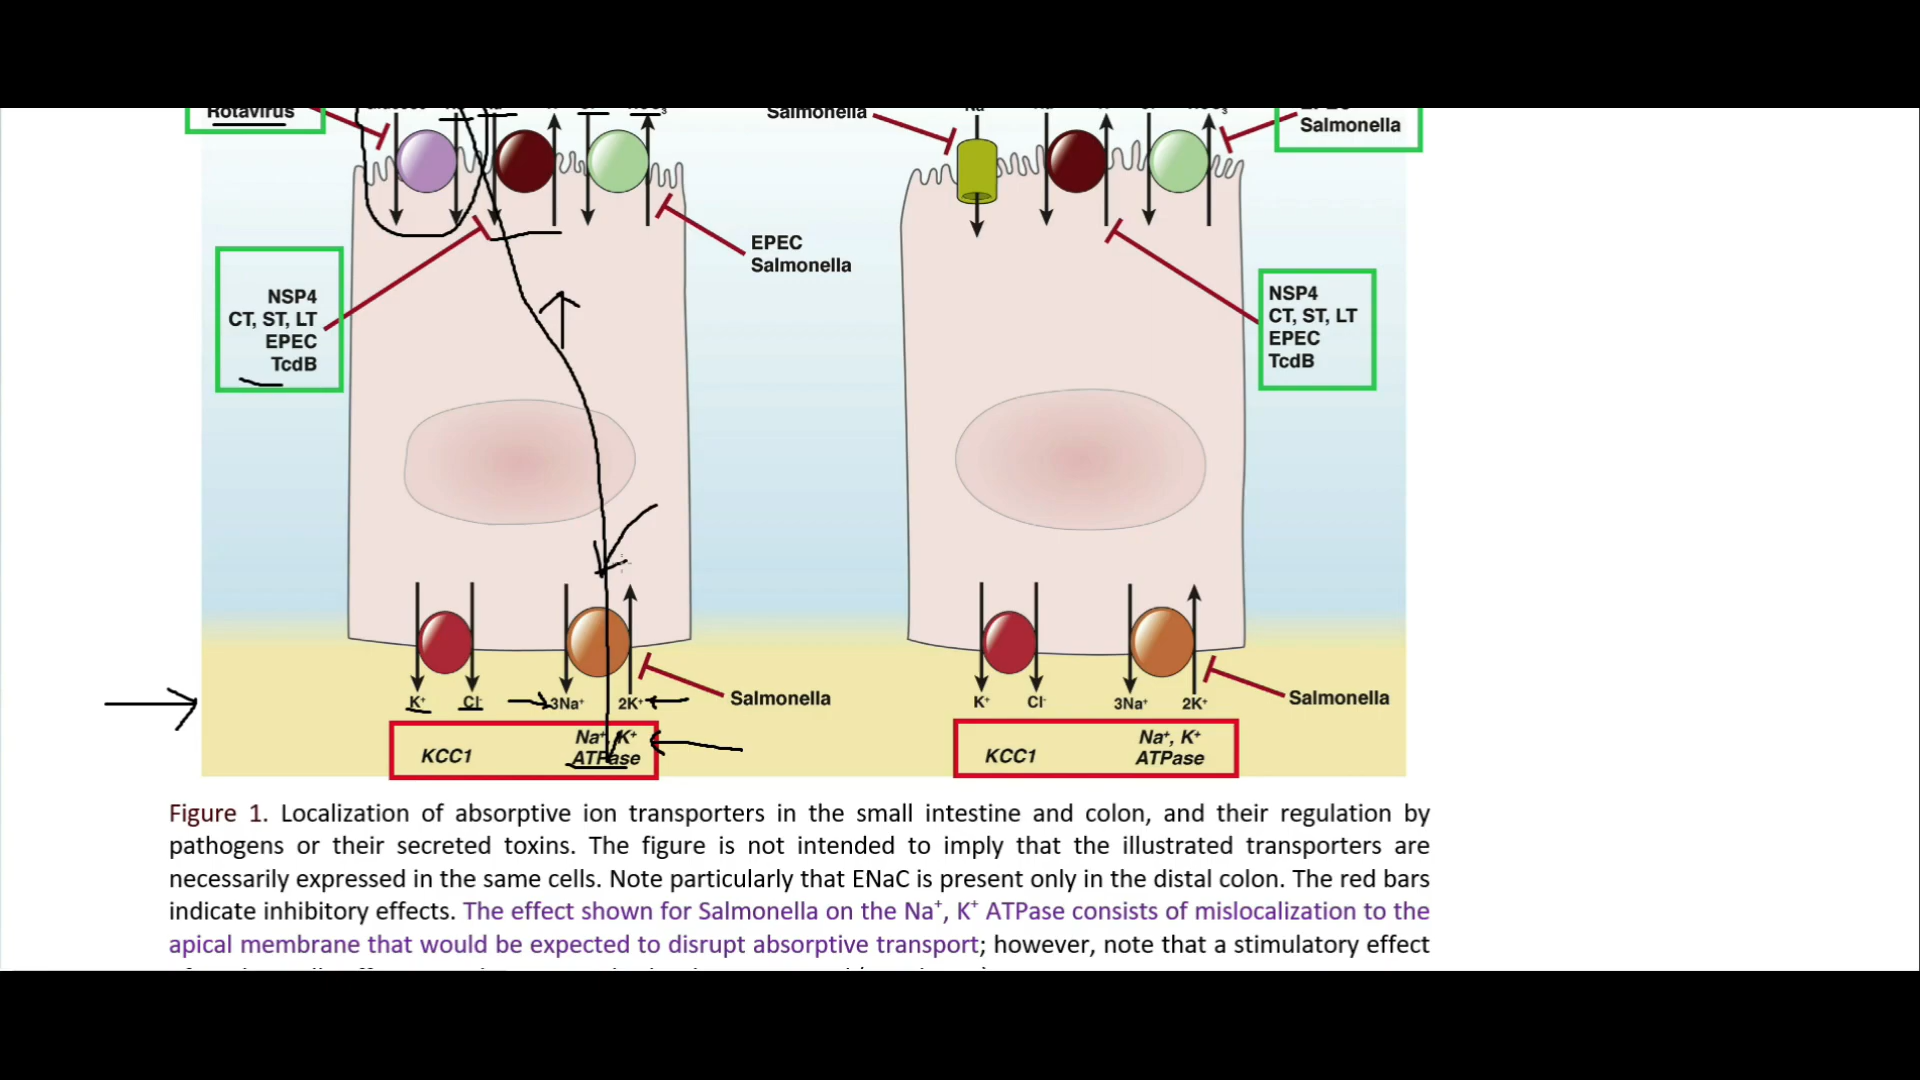 Rotavirus
Salmonella
Salmonella
EPEC
Salmonella
NSP4
CT, ST, LT
EPEC
TcdB
NSP4
CT, ST, LT
EPEC
TcdB
K⁺ Cl⁻ 3Na⁺ 2K⁺
Salmonella
K⁺ Cl⁻ 3Na⁺ 2K⁺
Salmonella
KCC1
Na⁺, K⁺
ATPase
KCC1
Na⁺, K⁺
ATPase
Figure 1. Localization of absorptive ion transporters in the small intestine and colon, and their regulation by
pathogens or their secreted toxins. The figure is not intended to imply that the illustrated transporters are
necessarily expressed in the same cells. Note particularly that ENaC is present only in the distal colon. The red bars
indicate inhibitory effects. The effect shown for Salmonella on the Na⁺, K⁺ ATPase consists of mislocalization to the
apical membrane that would be expected to disrupt absorptive transport; however, note that a stimulatory effect